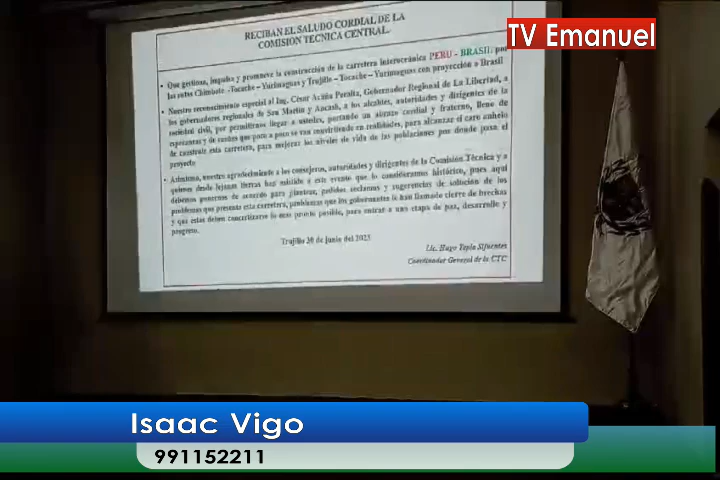 RECIBAN EL SALUDO CORDIAL DE LA
COMISION TECNICA CENTRAL.
TV Emanuel
• Que gestiona, impulsa y promueve la construcción de la carretera interoceánica PERU - BRASIL por
las rutas Chimbote -Tocache - Yurimaguas y Trujillo - Tocache - Yurimaguas con proyección a Brasil
• Nuestro reconocimiento especial al Ing. César Acuña Peralta, Gobernador Regional de La Libertad, a
los gobernadores regionales de San Martin y Ancash, a los alcaldes, autoridades y dirigentes de la
sociedad civil, por permitirnos llegar a ustedes, portando un abrazo cordial y fraterno, lleno de
esperanzas y de sueños que poco a poco se van convirtiendo en realidades, para alcanzar el caro anhelo
de construir esta carretera, para mejorar los niveles de vida de las poblaciones por donde pasa el
proyecto
• Asimismo, nuestro agradecimiento a los consejeros, autoridades y dirigentes de la Comisión Técnica y a
quienes desde lejanas tierras han asistido a este evento que lo consideramos histórico, pues aquí
debemos ponernos de acuerdo para plantear, pedidos reclamos y sugerencias de solución de los
problemas que presenta esta carretera, problemas que los gobernantes lo han llamado cierre de brechas
y que estas deben concretizarse lo más pronto posible, para entrar a una etapa de paz, desarrollo y
progreso.
Trujillo 20 de junio del 2023
Lic. Hugo Tapia Sifuentes
Coordinador General de la CTC
Isaac Vigo
991152211